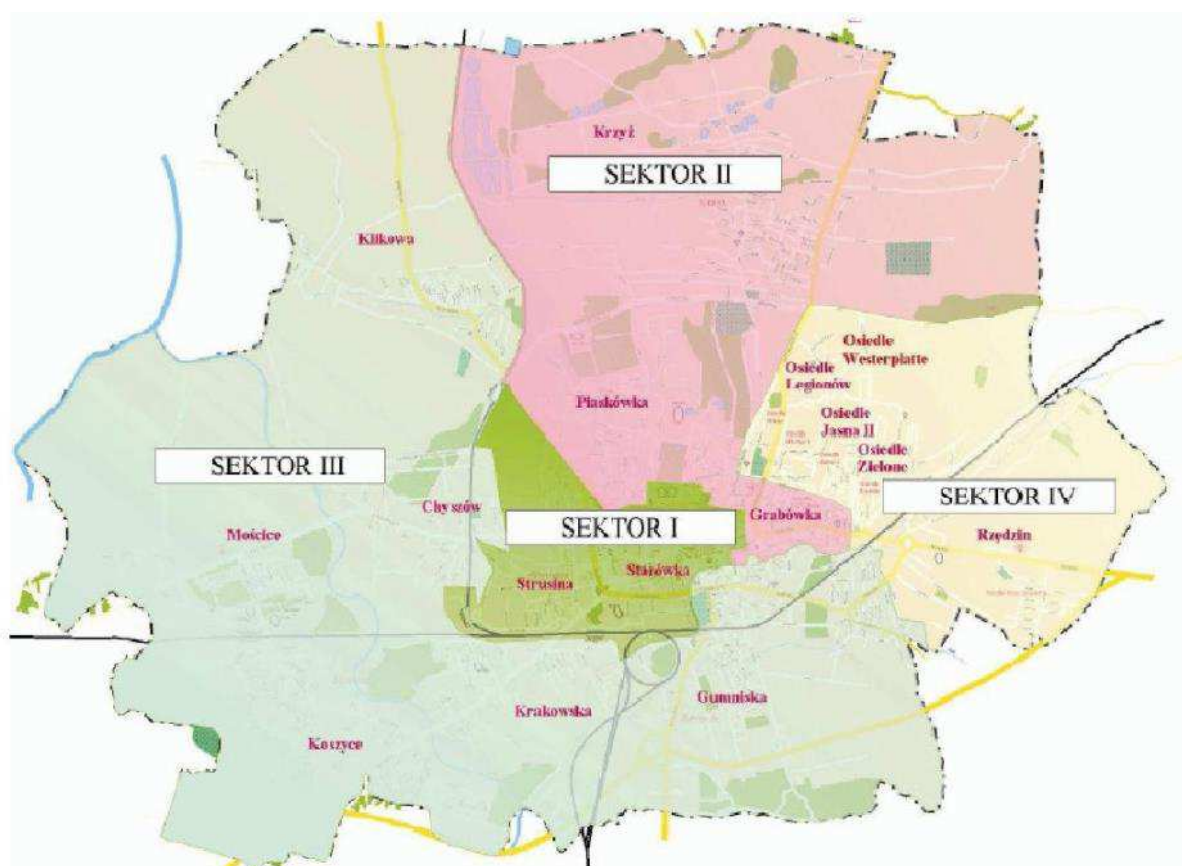 Krzyż
SEKTOR II
Klikowa
Osiedle
Westerplatte
Osiedle
Legionów
Piaskówka
Osiedle
Jasna II
Osiedle
Zielone
SEKTOR III
SEKTOR IV
Chyszów
Grabówka
SEKTOR I
Mościce
Rzędzin
Strusina
Starówka
Gumniska
Krakowska
Koszyce